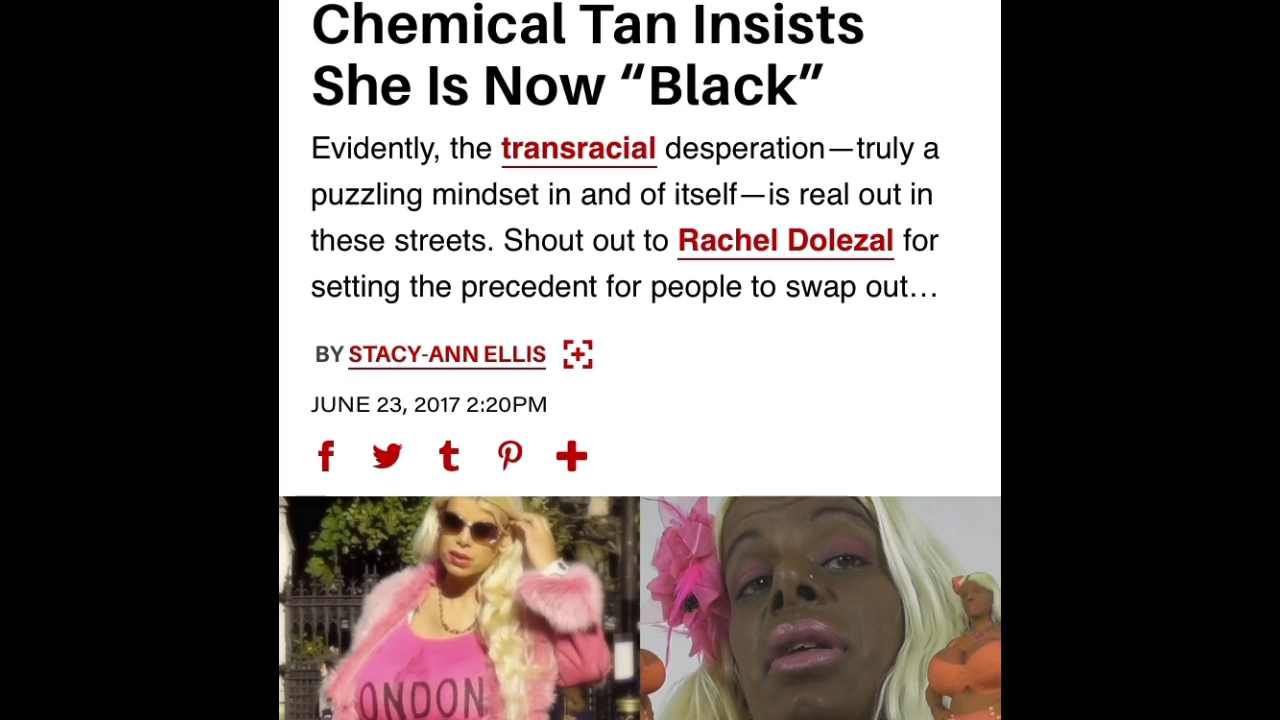 Chemical Tan Insists
She Is Now “Black”
Evidently, the transracial desperation—truly a
puzzling mindset in and of itself—is real out in
these streets. Shout out to Rachel Dolezal for
setting the precedent for people to swap out...
BY STACY-ANN ELLIS
JUNE 23, 2017 2:20PM
ONDON